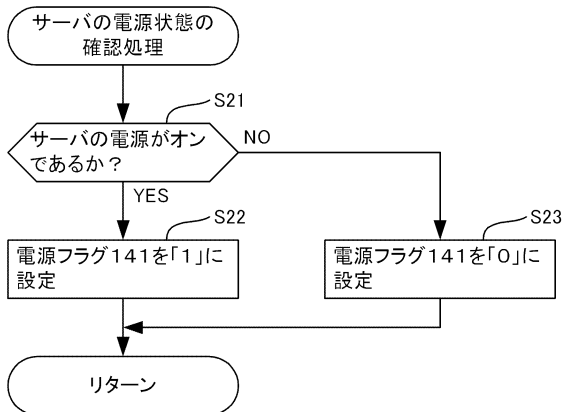 サーバの電源状態の
確認処理
S21
サーバの電源がオン
であるか？
NO
YES
S22
電源フラグ１４１を｢１｣に
設定
S23
電源フラグ１４１を｢０｣に
設定
リターン